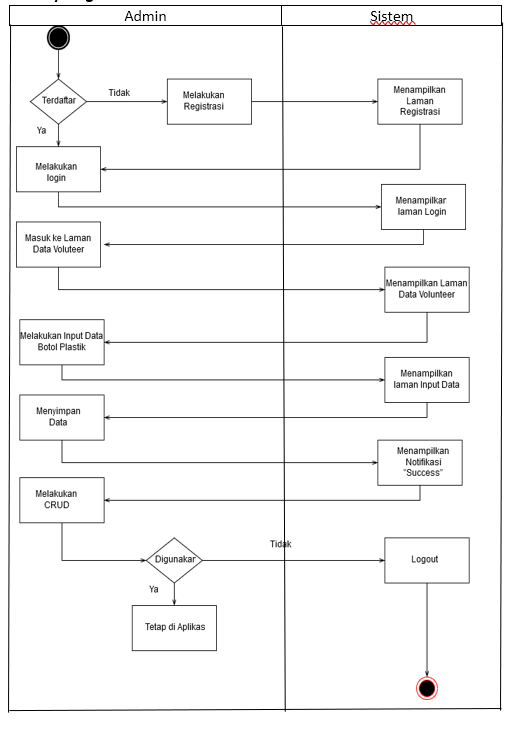 Admin
Sistem
Terdaftar
Tidak
Melakukan
Registrasi
Menampilkan
Laman
Registrasi
Ya
Melakukan
login
Menampilkar
laman Login
Masuk ke Laman
Data Voluteer
Menampilkan Laman
Data Volunteer
Melakukan Input Data
Botol Plastik
Menampilkan
laman Input Data
Menyimpan
Data
Menampilkan
Notifikasi
"Success"
Melakukan
CRUD
Digunakar
Tidak
Logout
Ya
Tetap di Aplikas